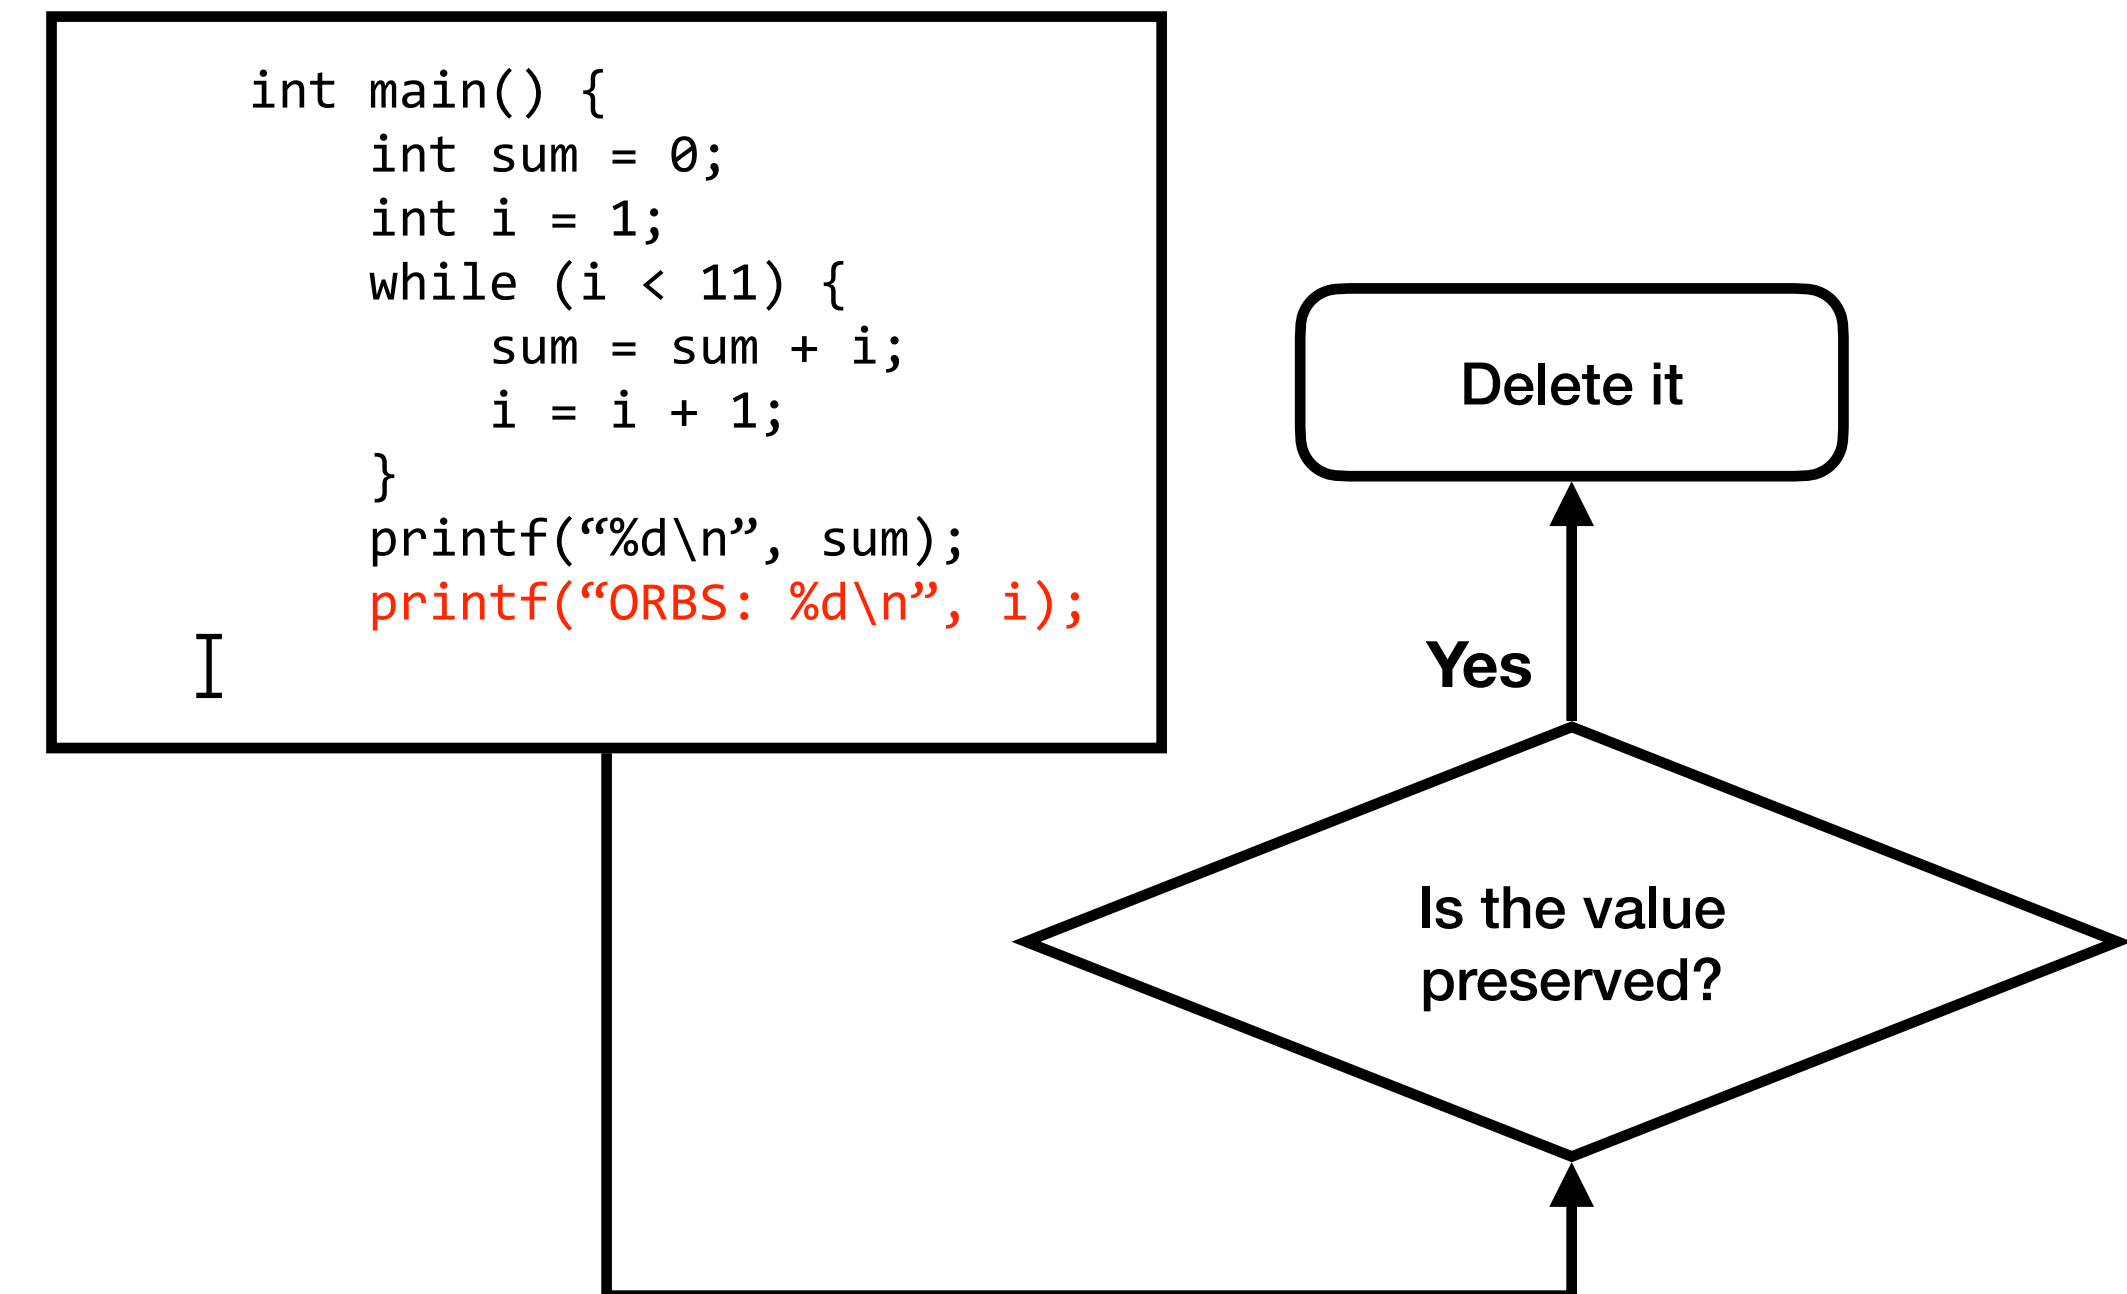 int main() {
int sum = 0;
int i = 1;
while (i < 11) {
sum = sum + i;
i = i + 1;
}
printf(“%d\n”, sum);
printf(“ORBS: %d\n”, i);
Delete it
Yes
Is the value
preserved?